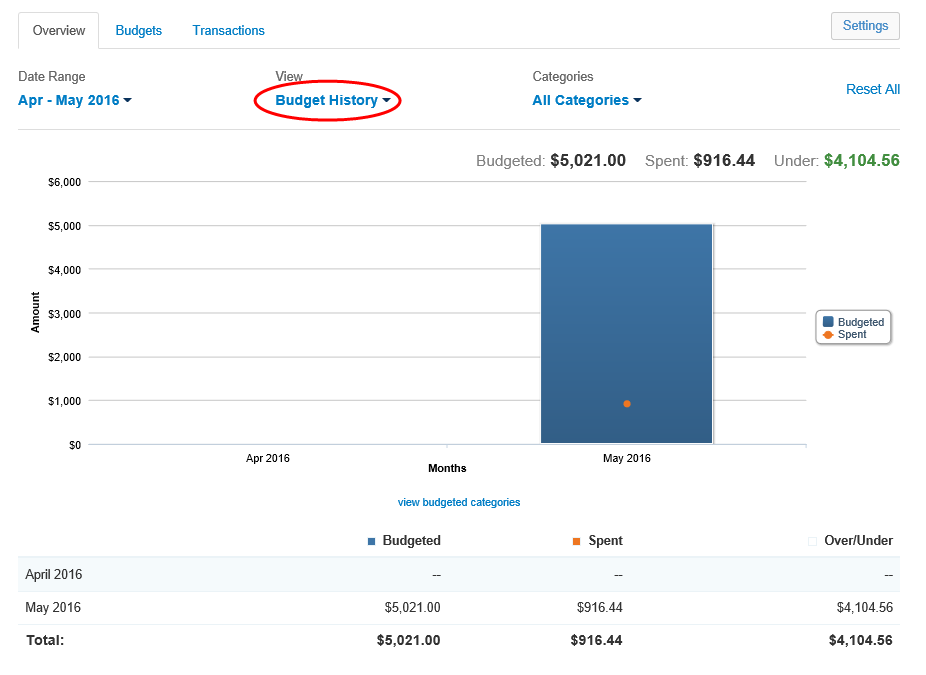 Overview Budgets Transactions Settings
Date Range View Categories
Apr - May 2016 Budget History All Categories Reset All
Budgeted: $5,021.00 Spent: $916.44 Under: $4,104.56
$6,000
$5,000
$4,000
$3,000
$2,000
$1,000
$0
Amount
Budgeted
Spent
Apr 2016 May 2016
Months
view budgeted categories
Budgeted Spent Over/Under
April 2016 -- -- --
May 2016 $5,021.00 $916.44 $4,104.56
Total: $5,021.00 $916.44 $4,104.56